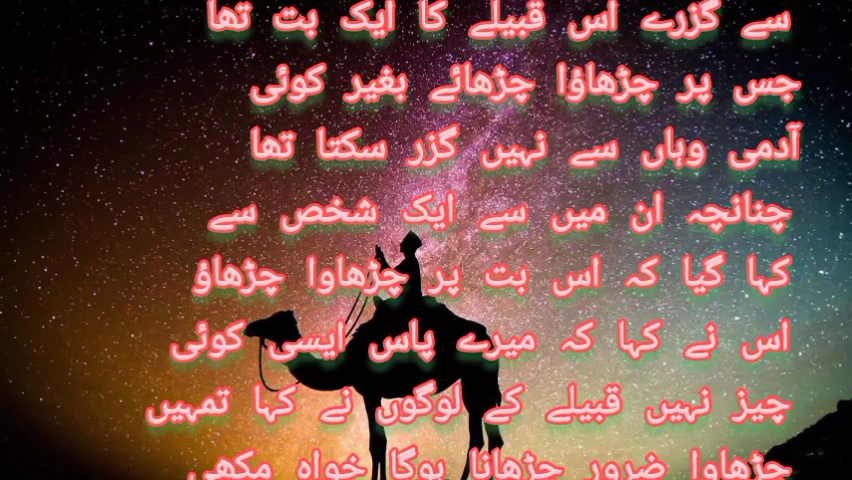 سے گزرے اس قبیلے کا ایک بت تھا
جس پر چڑھاؤا چڑھائے بغیر کوئی
آدمی وہاں سے نہیں گزر سکتا تھا
چنانچہ ان میں سے ایک شخص سے
کہا گیا کہ اس بت پر چڑھاوا چڑھاؤ
اس نے کہا کہ میرے پاس ایسی کوئی
چیز نہیں قبیلے کے لوگوں نے کہا تمہیں
چڑھاوا ضرور چڑھانا ہوگا خواہ مکھی